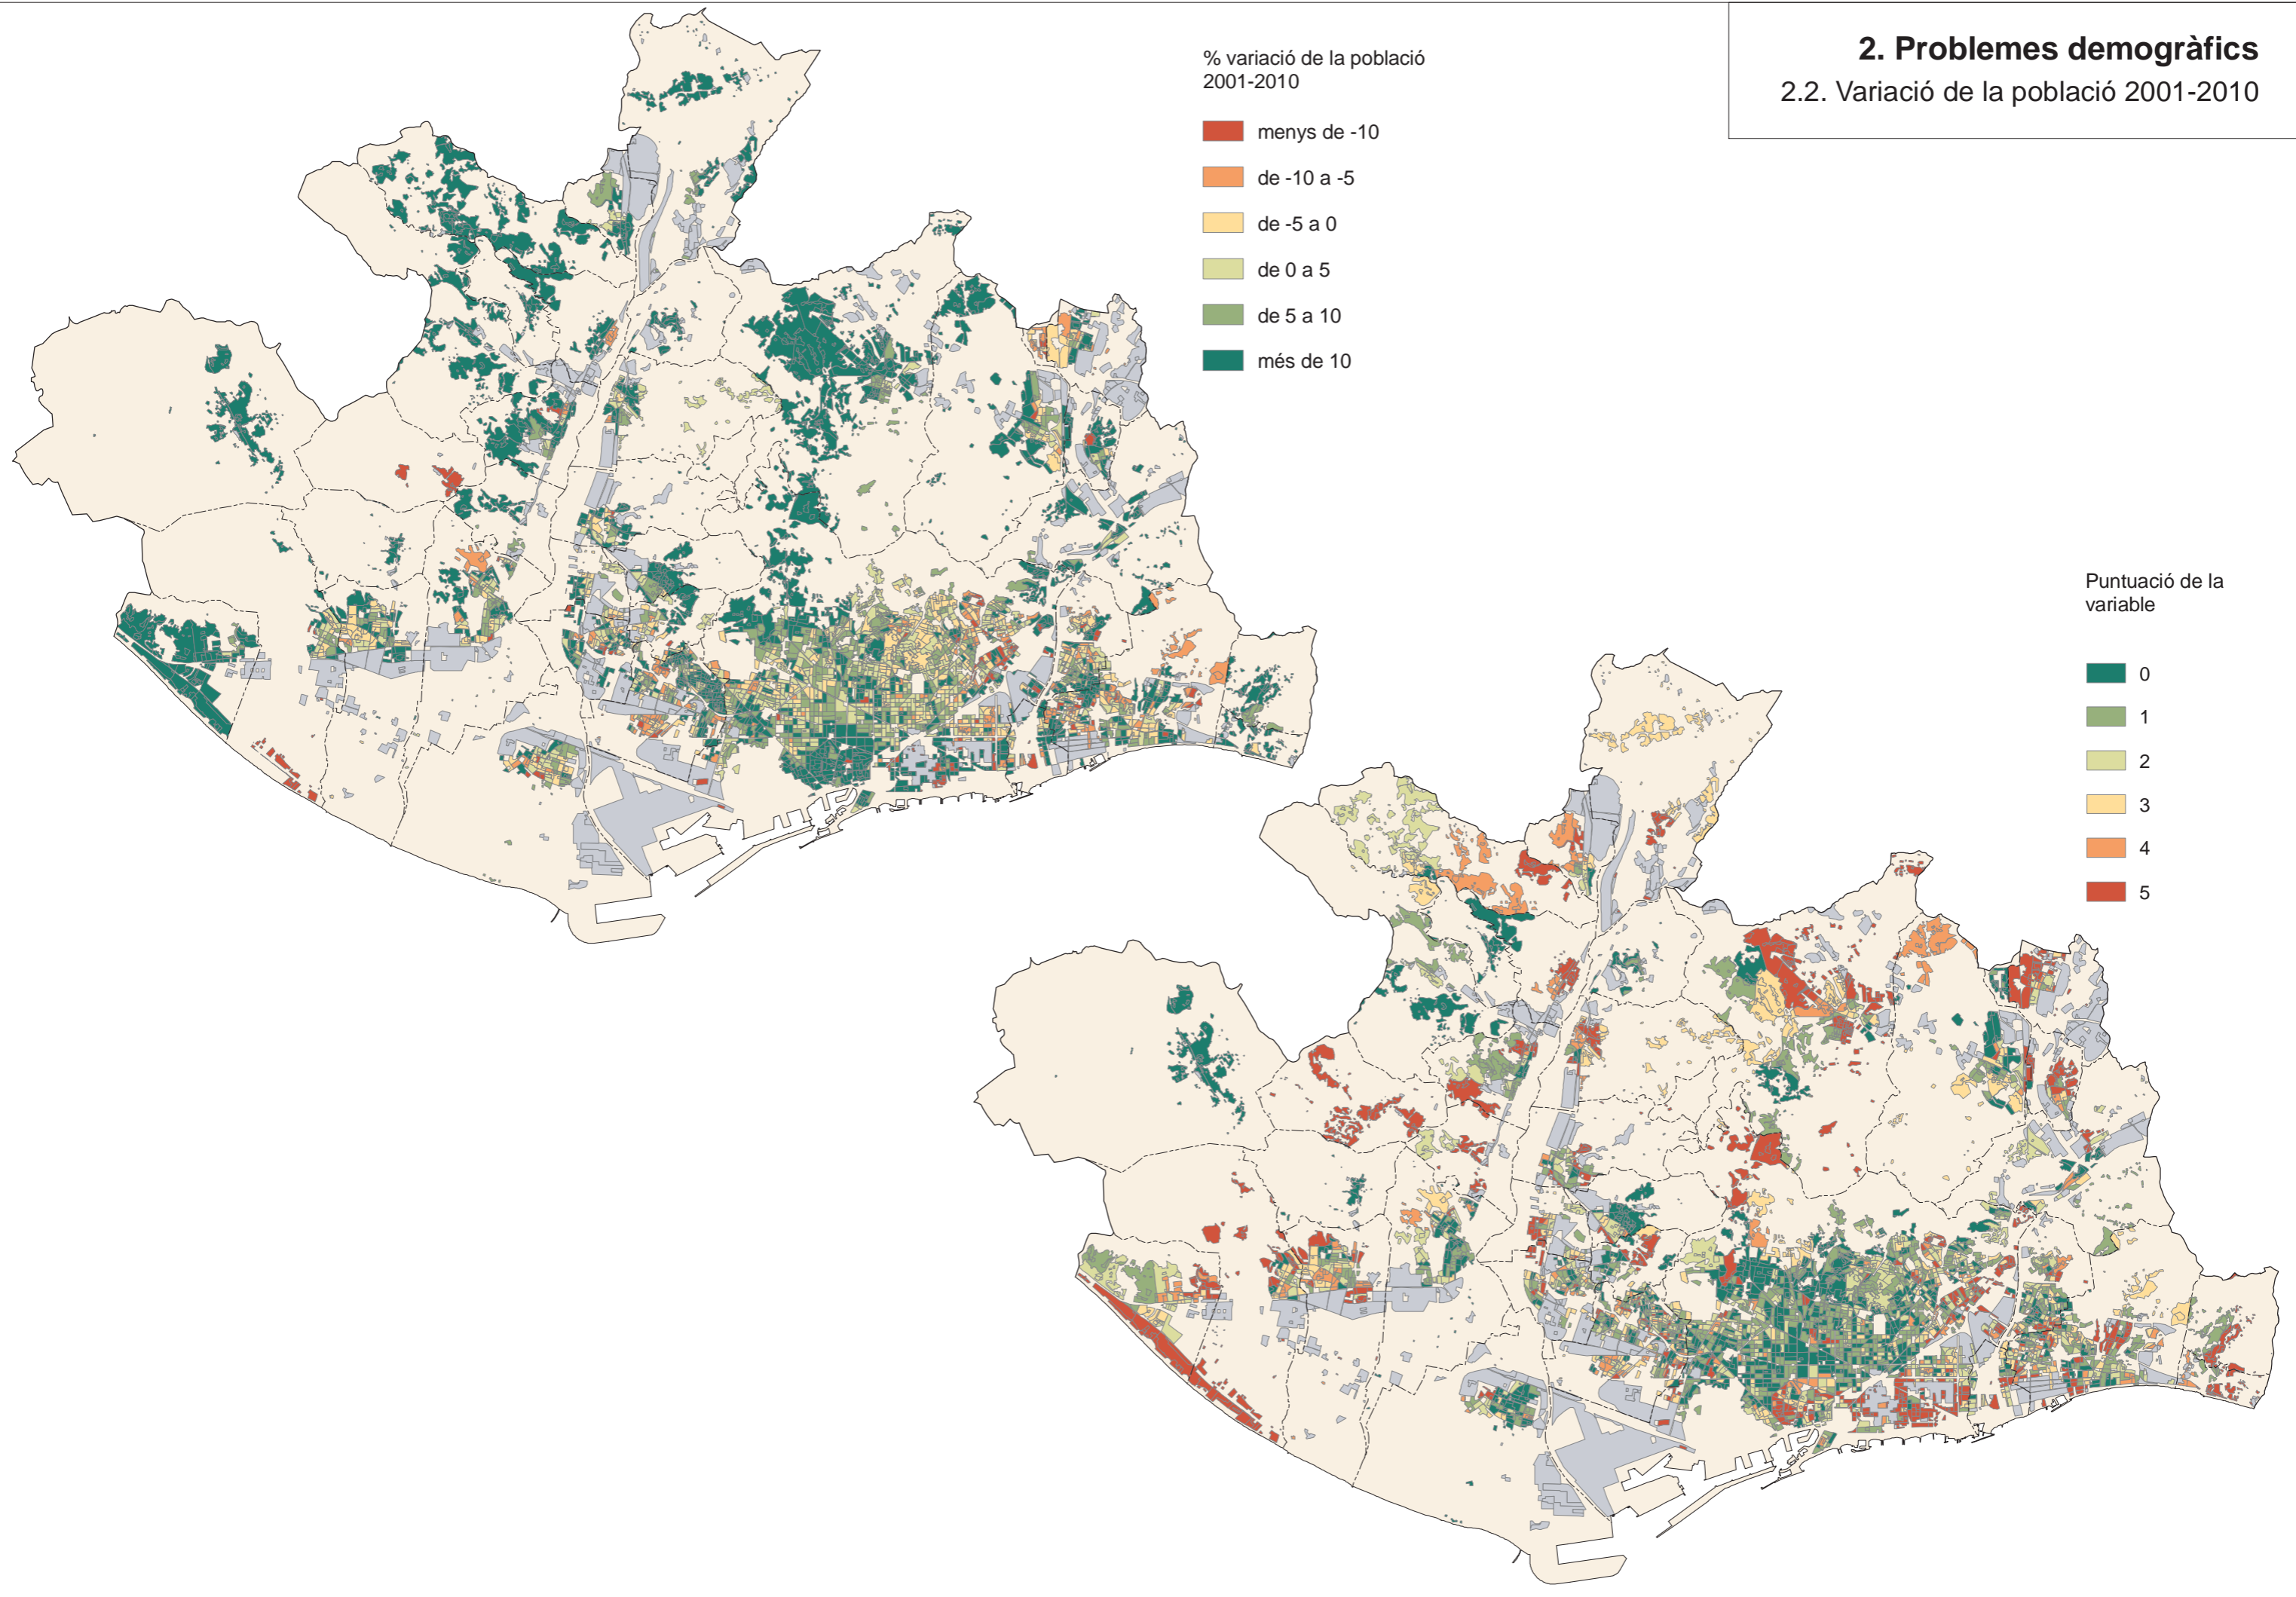 2. Problemes demogràfics
2.2. Variació de la població 2001-2010
% variació de la població
2001-2010
menys de -10
de -10 a -5
de -5 a 0
de 0 a 5
de 5 a 10
més de 10
Puntuació de la
variable
0
1
2
3
4
5